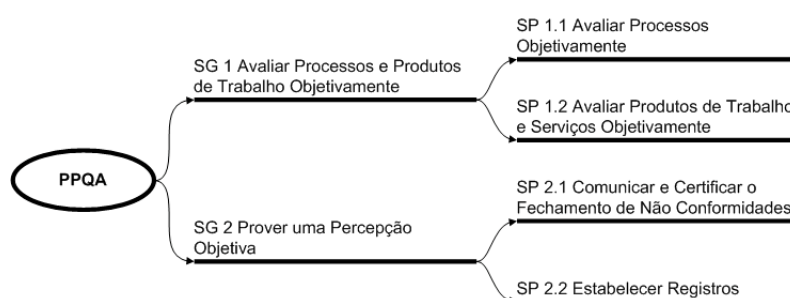 PPQA
SG 1 Avaliar Processos e Produtos
de Trabalho Objetivamente
SP 1.1 Avaliar Processos
Objetivamente
SP 1.2 Avaliar Produtos de Trabalho
e Serviços Objetivamente
SG 2 Prover uma Percepção
Objetiva
SP 2.1 Comunicar e Certificar o
Fechamento de Não Conformidades
SP 2.2 Estabelecer Registros